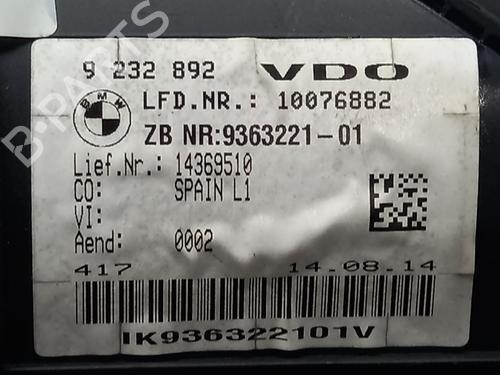 9 232 892 VDO
BMW
LFD.NR.: 10076882
ZB NR:9363221-01
Lief.Nr.: 14369510
CO: SPAIN L1
VI:
Aend: 0002
417 14.08.14
IK936322101V